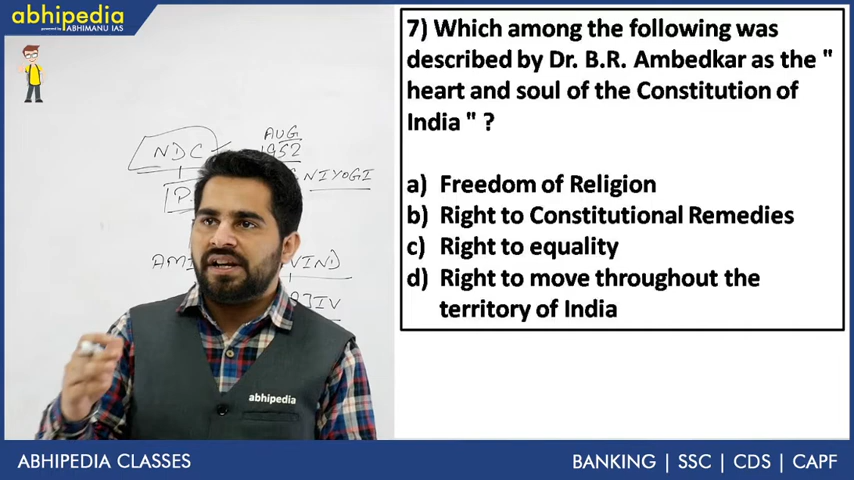 abhipedia
powered by ABHIMANU IAS
7) Which among the following was
described by Dr. B.R. Ambedkar as the "
heart and soul of the Constitution of
India " ?
a) Freedom of Religion
b) Right to Constitutional Remedies
c) Right to equality
d) Right to move throughout the
territory of India
NDC
AUG
1952
NIYOGI
abhipedia
ABHIPEDIA CLASSES
BANKING | SSC | CDS | CAPF